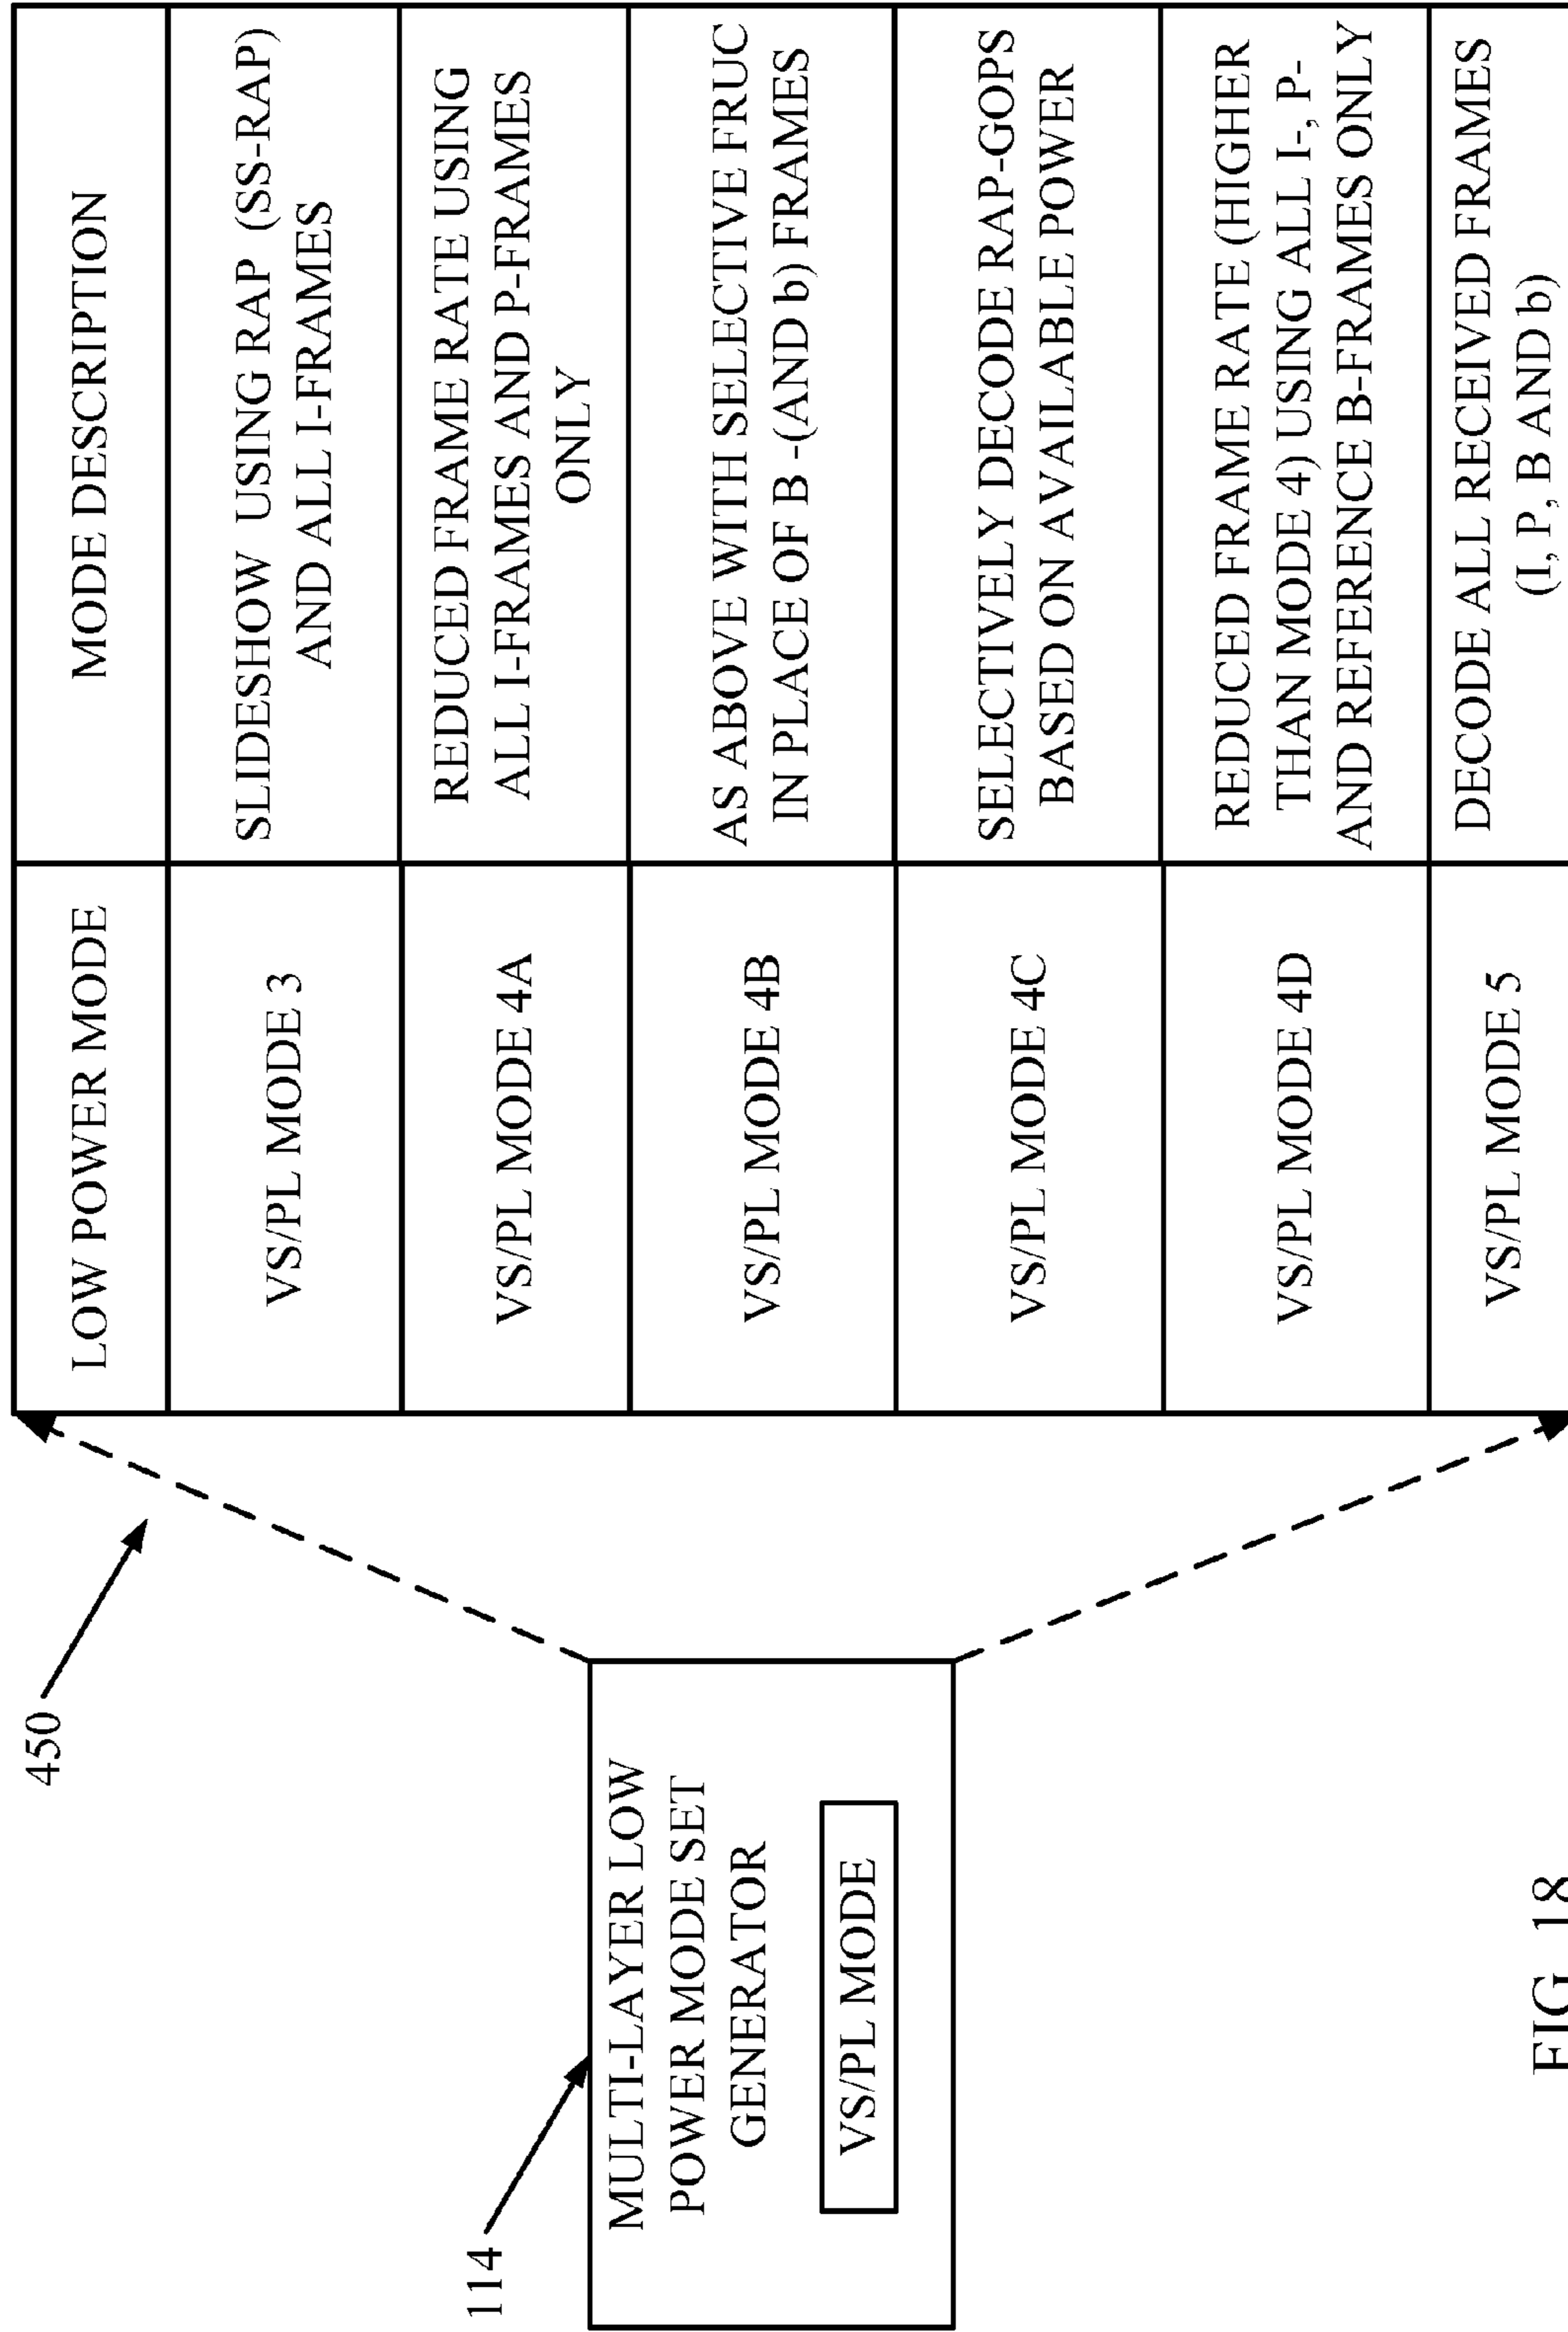 450
114
MULTI-LAYER LOW
POWER MODE SET
GENERATOR
VS/PL MODE
LOW POWER MODE
MODE DESCRIPTION
VS/PL MODE 3
SLIDESHOW USING RAP (SS-RAP)
AND ALL I-FRAMES
VS/PL MODE 4A
REDUCED FRAME RATE USING
ALL I-FRAMES AND P-FRAMES
ONLY
VS/PL MODE 4B
AS ABOVE WITH SELECTIVE FRUC
IN PLACE OF B -(AND b) FRAMES
VS/PL MODE 4C
SELECTIVELY DECODE RAP-GOPS
BASED ON AVAILABLE POWER
VS/PL MODE 4D
REDUCED FRAME RATE (HIGHER
THAN MODE 4) USING ALL I-, P-
AND REFERENCE B-FRAMES ONLY
VS/PL MODE 5
DECODE ALL RECEIVED FRAMES
(I, P, B AND b)
FIG. 18